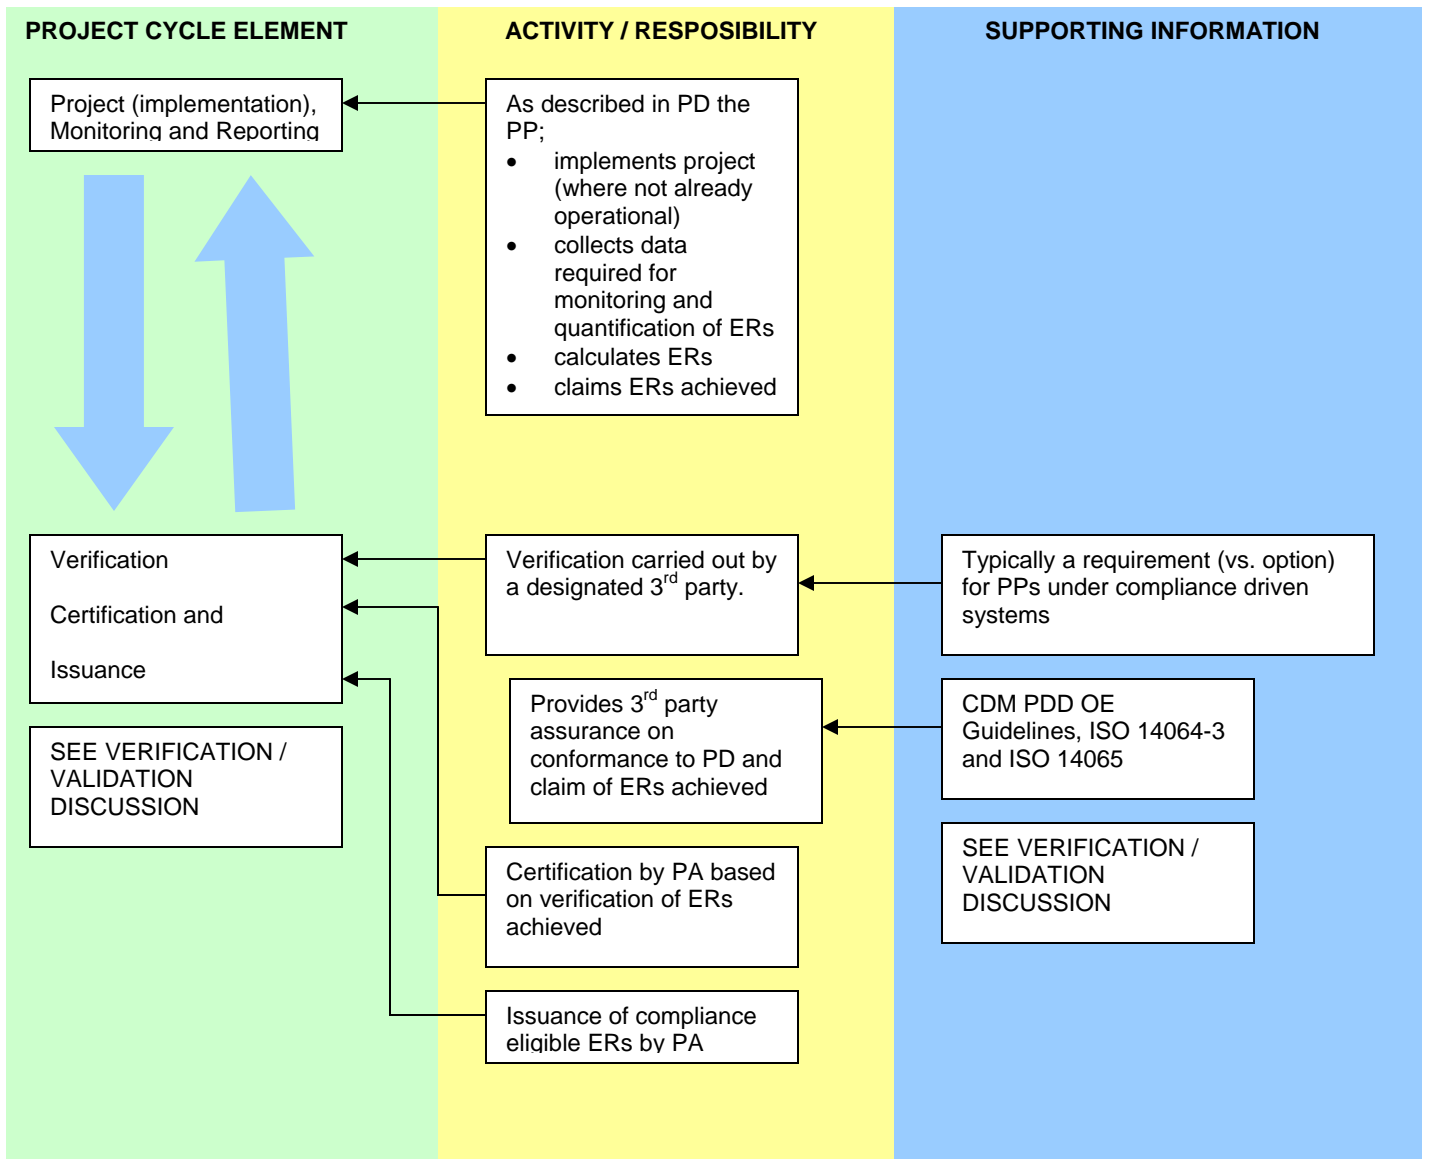 PROJECT CYCLE ELEMENT
ACTIVITY / RESPOSIBILITY
SUPPORTING INFORMATION
Project (implementation),
Monitoring and Reporting
As described in PD the
PP;
• implements project
(where not already
operational)
• collects data
required for
monitoring and
quantification of ERs
• calculates ERs
• claims ERs achieved
Verification
Certification and
Issuance
Verification carried out by
a designated 3rd party.
Typically a requirement (vs. option)
for PPs under compliance driven
systems
SEE VERIFICATION /
VALIDATION
DISCUSSION
Provides 3rd party
assurance on
conformance to PD and
claim of ERs achieved
CDM PDD OE
Guidelines, ISO 14064-3
and ISO 14065
Certification by PA based
on verification of ERs
achieved
SEE VERIFICATION /
VALIDATION
DISCUSSION
Issuance of compliance
eligible ERs by PA